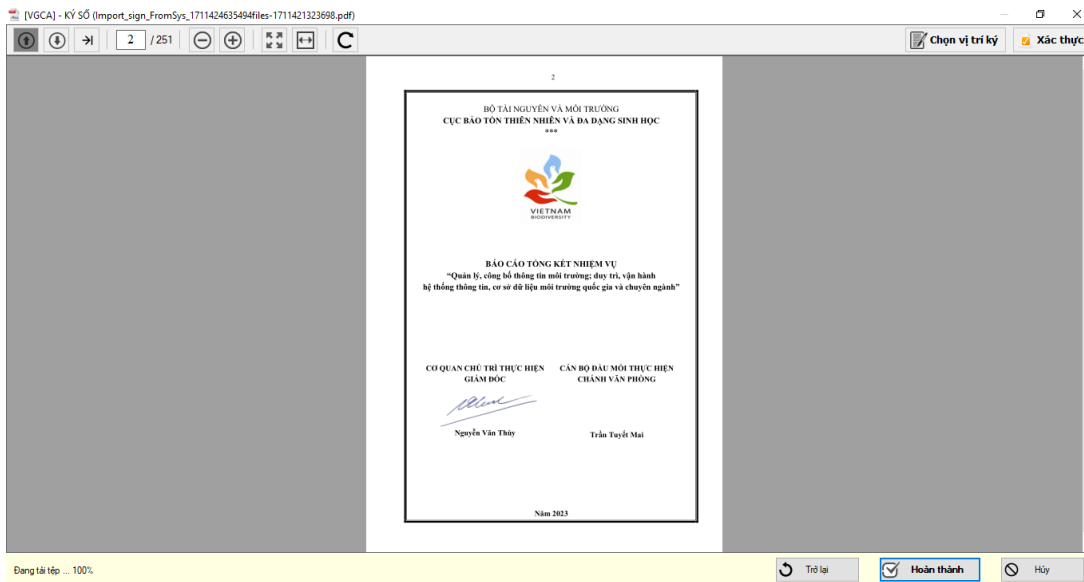 [VGCA] - KÝ SỐ (Import_sign_FromSys_1711424635494files-1711421323698.pdf)
2 / 251
Chọn vị trí ký
Xác thực
2
BỘ TÀI NGUYÊN VÀ MÔI TRƯỜNG
CỤC BẢO TỒN THIÊN NHIÊN VÀ ĐA DẠNG SINH HỌC
***
VIETNAM
BIODIVERSITY
BÁO CÁO TỔNG KẾT NHIỆM VỤ
“Quản lý, công bố thông tin môi trường; duy trì, vận hành
hệ thống thông tin, cơ sở dữ liệu môi trường quốc gia và chuyên ngành”
CƠ QUAN CHỦ TRÌ THỰC HIỆN
GIÁM ĐỐC
Nguyễn Văn Thùy
CÁN BỘ ĐẦU MỐI THỰC HIỆN
CHÁNH VĂN PHÒNG
Trần Tuyết Mai
Năm 2023
Đang tải tệp ... 100%
Trở lại
Hoàn thành
Hủy